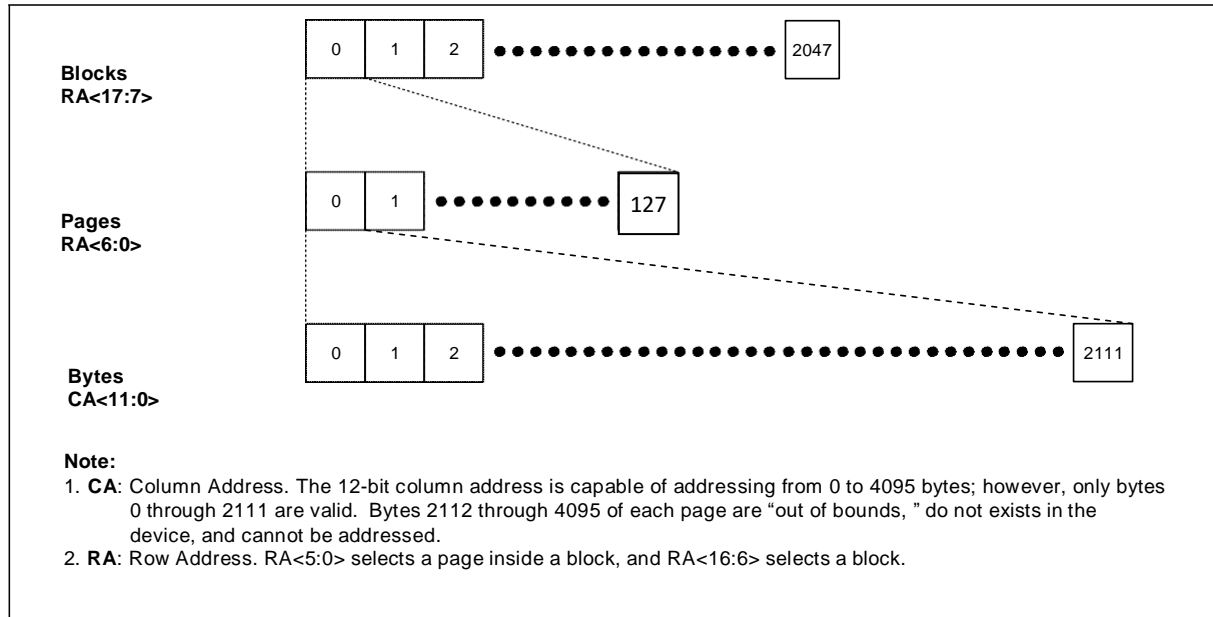 0 1 2 2047
Blocks
RA<17:7>
0 1 127
Pages
RA<6:0>
0 1 2 2111
Bytes
CA<11:0>
Note:
1. CA: Column Address. The 12-bit column address is capable of addressing from 0 to 4095 bytes; however, only bytes
0 through 2111 are valid. Bytes 2112 through 4095 of each page are “out of bounds, ” do not exists in the
device, and cannot be addressed.
2. RA: Row Address. RA<5:0> selects a page inside a block, and RA<16:6> selects a block.